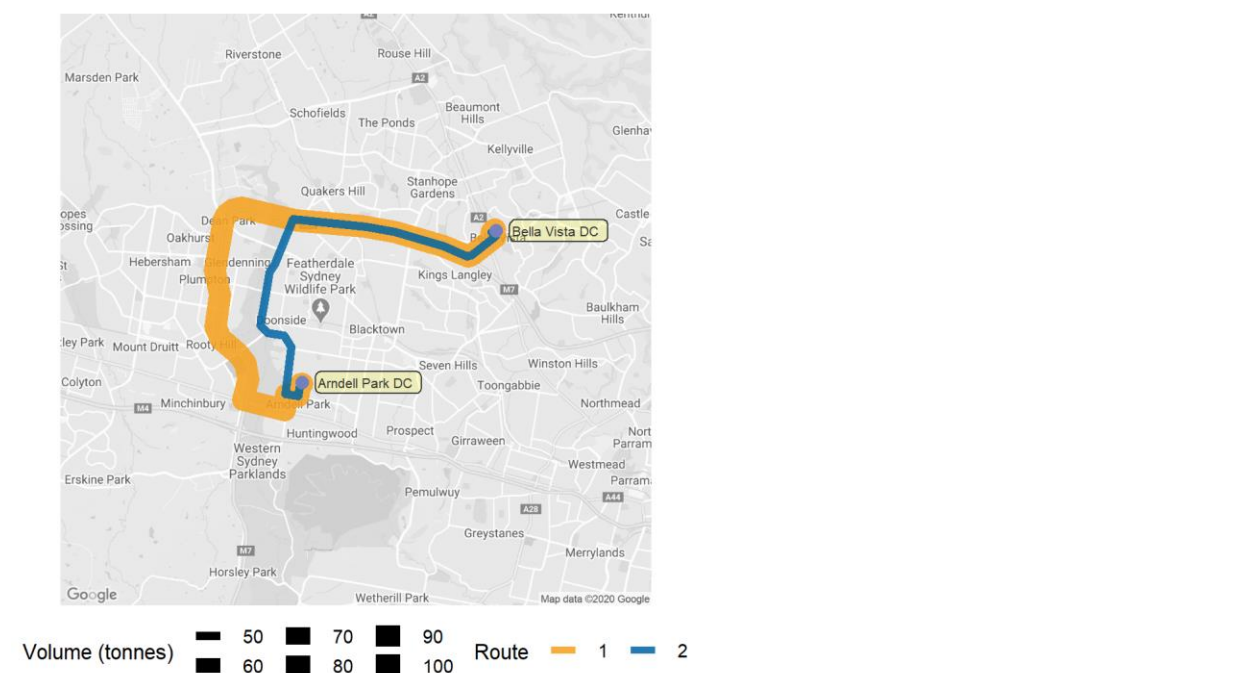 A2
Riverstone
Rouse Hill
Marsden Park
A2
Beaumont
Hills
Schofields
The Ponds
Kellyville
Quakers Hill
Stanhope
Gardens
A2
Castle
Dean Park
Bella Vista DC
Oakhurst
Hebersham
Glendenning
Featherdale
Sydney
Wildlife Park
Plumpton
Kings Langley
M7
Baulkham
Hills
Blacktown
Mount Druitt
Rooty Hill
Seven Hills
Winston Hills
Colyton
Arndell Park DC
Toongabbie
Minchinbury
M4
Arndell Park
Northmead
Huntingwood
Prospect
Girraween
Western
Sydney
Parklands
Westmead
Erskine Park
Pemulwuy
A44
A28
Greystanes
M7
Merrylands
Horsley Park
Google
Wetherill Park
Map data ©2020 Google
Volume (tonnes)
50
70
90
60
80
100
Route
1
2